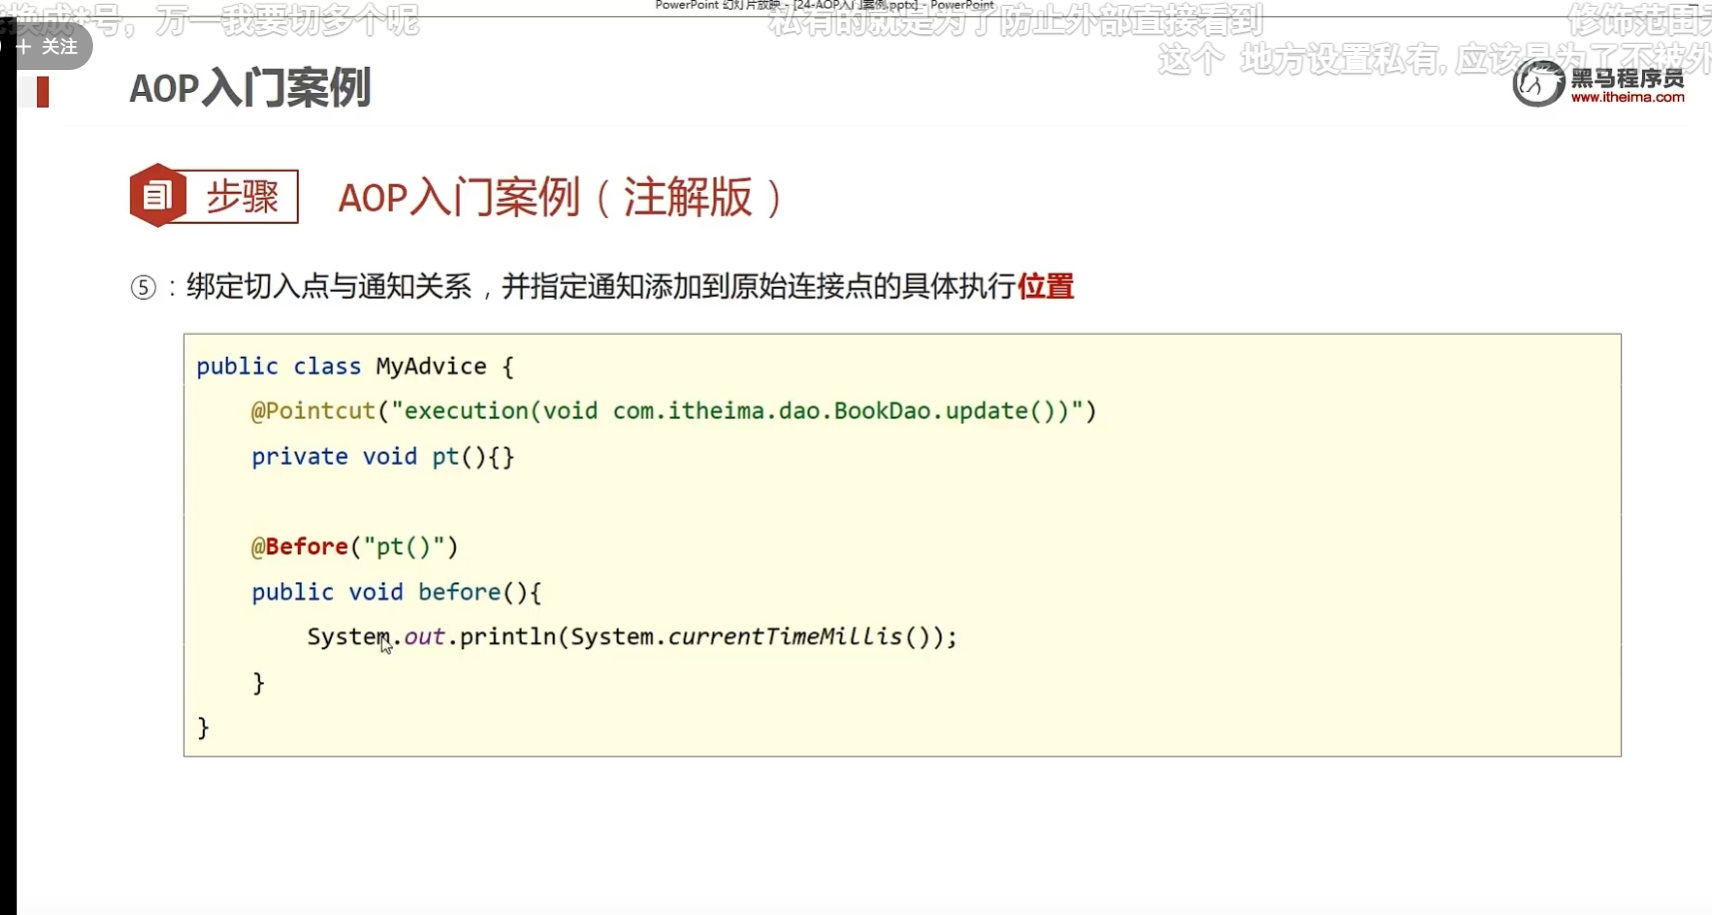 PowerPoint 幻灯片放映 - [24-AOP入门案例.pptx] - PowerPoint
换成*号，万一我要切多个呢
私有的就是为了防止外部直接看到
修饰范围
+ 关注
这个 地方设置私有，应该是为了不被外
AOP入门案例
黑马程序员
www.itheima.com
步骤
AOP入门案例（注解版）
⑤：绑定切入点与通知关系，并指定通知添加到原始连接点的具体执行位置
public class MyAdvice {
@Pointcut("execution(void com.itheima.dao.BookDao.update())")
private void pt(){}
@Before("pt()")
public void before(){
System.out.println(System.currentTimeMillis());
}
}